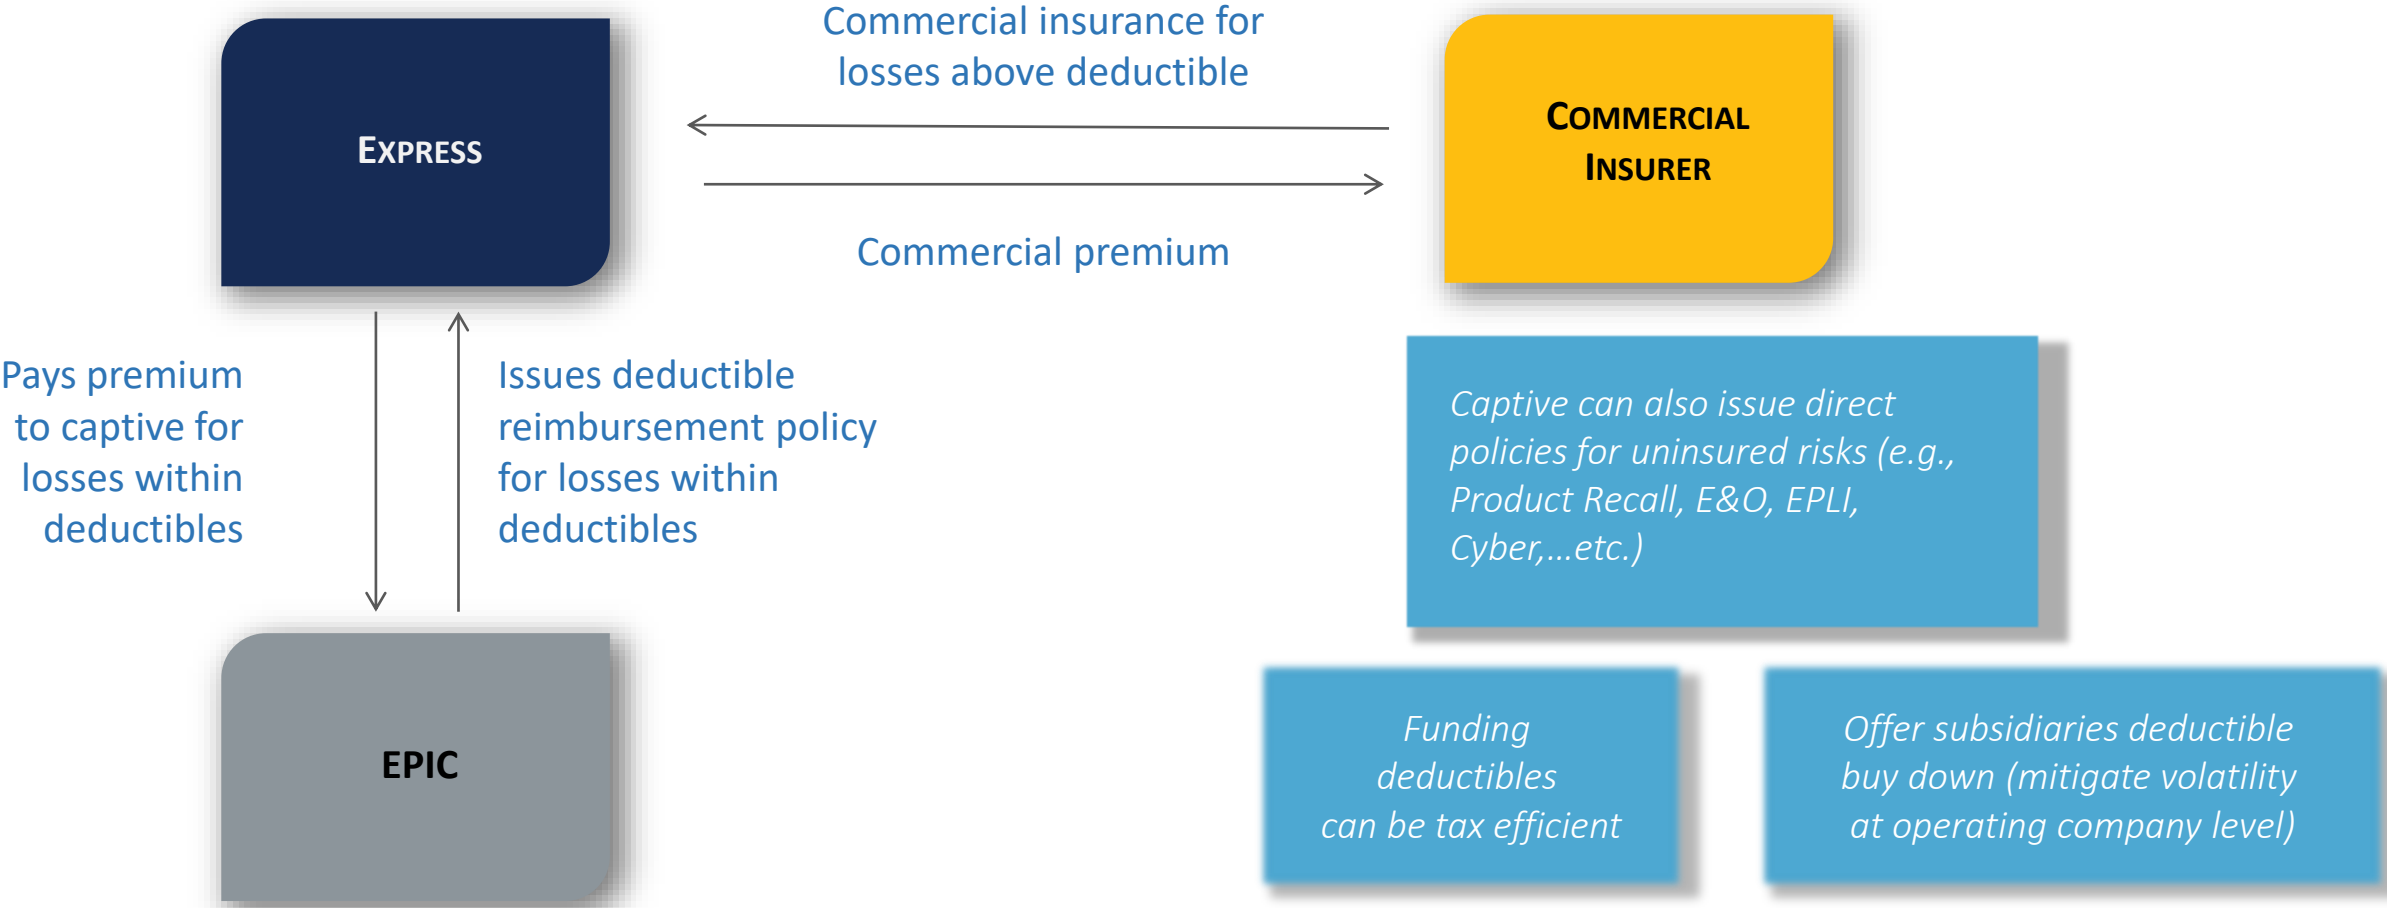 Commercial insurance for
losses above deductible
EXPRESS
COMMERCIAL
INSURER
Commercial premium
Pays premium
to captive for
losses within
deductibles
Issues deductible
reimbursement policy
for losses within
deductibles
Captive can also issue direct
policies for uninsured risks (e.g.,
Product Recall, E&O, EPLI,
Cyber,...etc.)
EPIC
Funding
deductibles
can be tax efficient
Offer subsidiaries deductible
buy down (mitigate volatility
at operating company level)